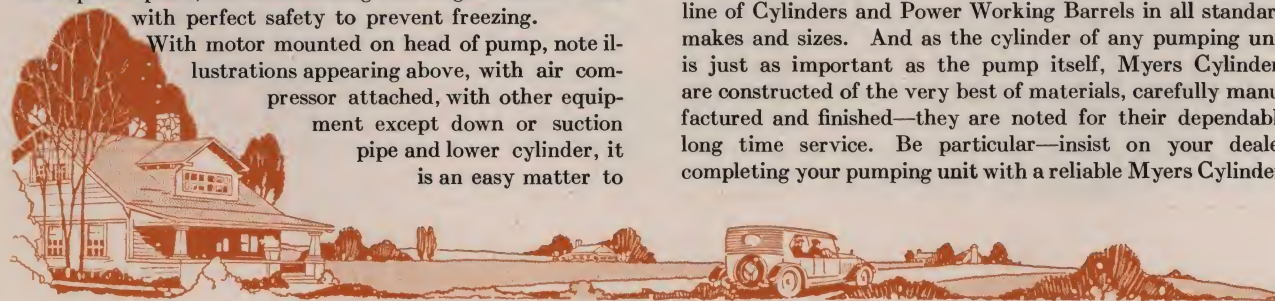 with perfect safety to prevent freezing.
With motor mounted on head of pump, note il-
lustrations appearing above, with air com-
pressor attached, with other equip-
ment except down or suction
pipe and lower cylinder, it
is an easy matter to
line of Cylinders and Power Working Barrels in all standar
makes and sizes. And as the cylinder of any pumping un
is just as important as the pump itself, Myers Cylinder
are constructed of the very best of materials, carefully manu
factured and finished—they are noted for their dependabl
long time service. Be particular—insist on your deale
completing your pumping unit with a reliable Myers Cylinder